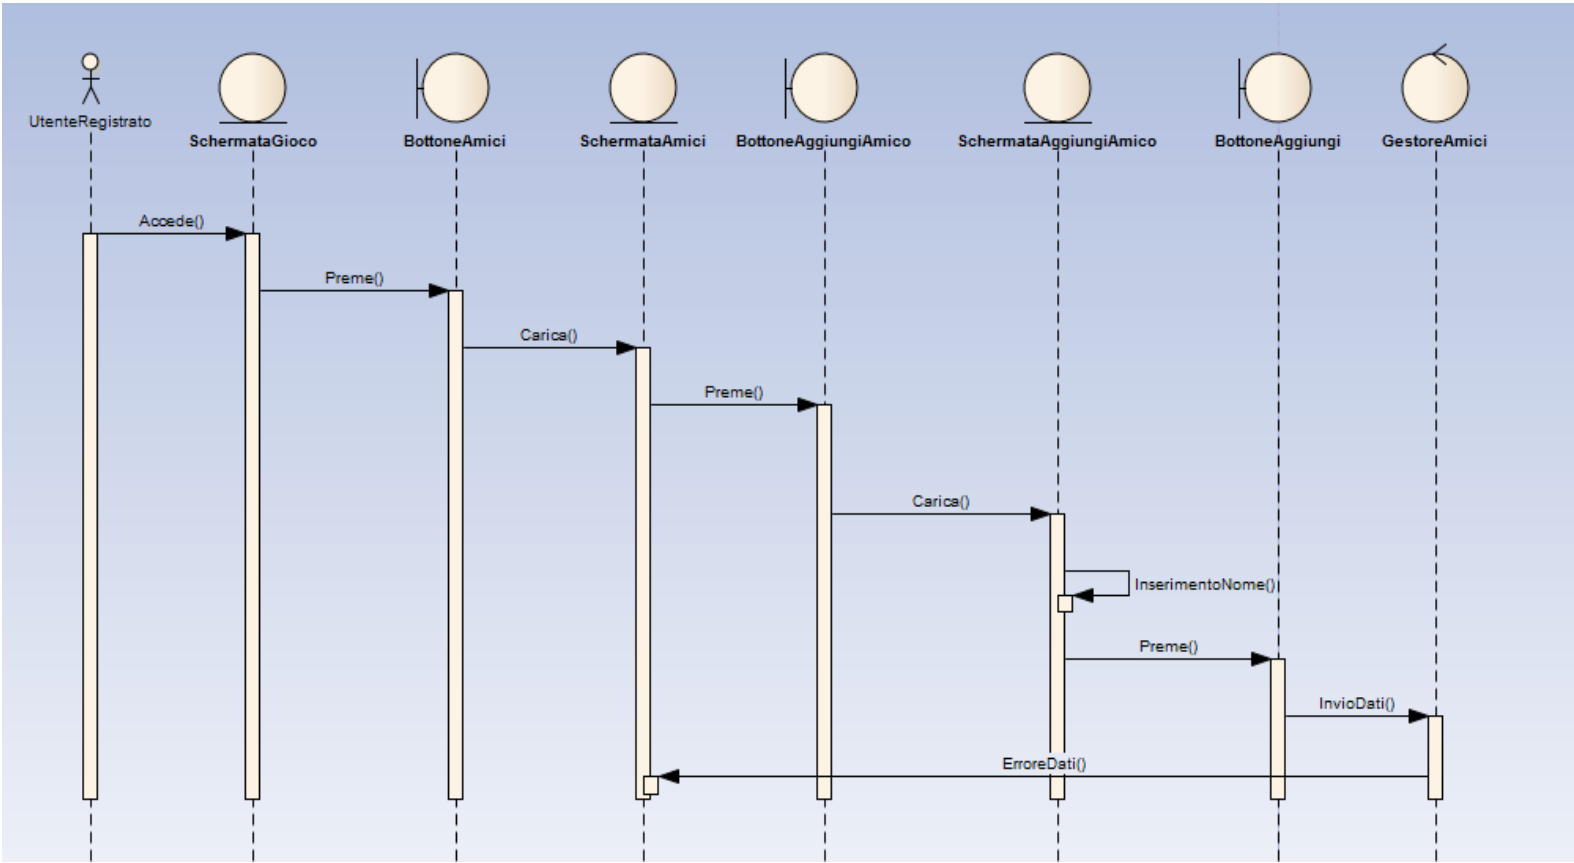 UtenteRegistrato
SchermataGioco
BottoneAmici
SchermataAmici
BottoneAggiungiAmico
SchermataAggiungiAmico
BottoneAggiungi
GestoreAmici
Accede()
Preme()
Carica()
Preme()
Carica()
InserimentoNome()
Preme()
InvioDati()
ErroreDati()